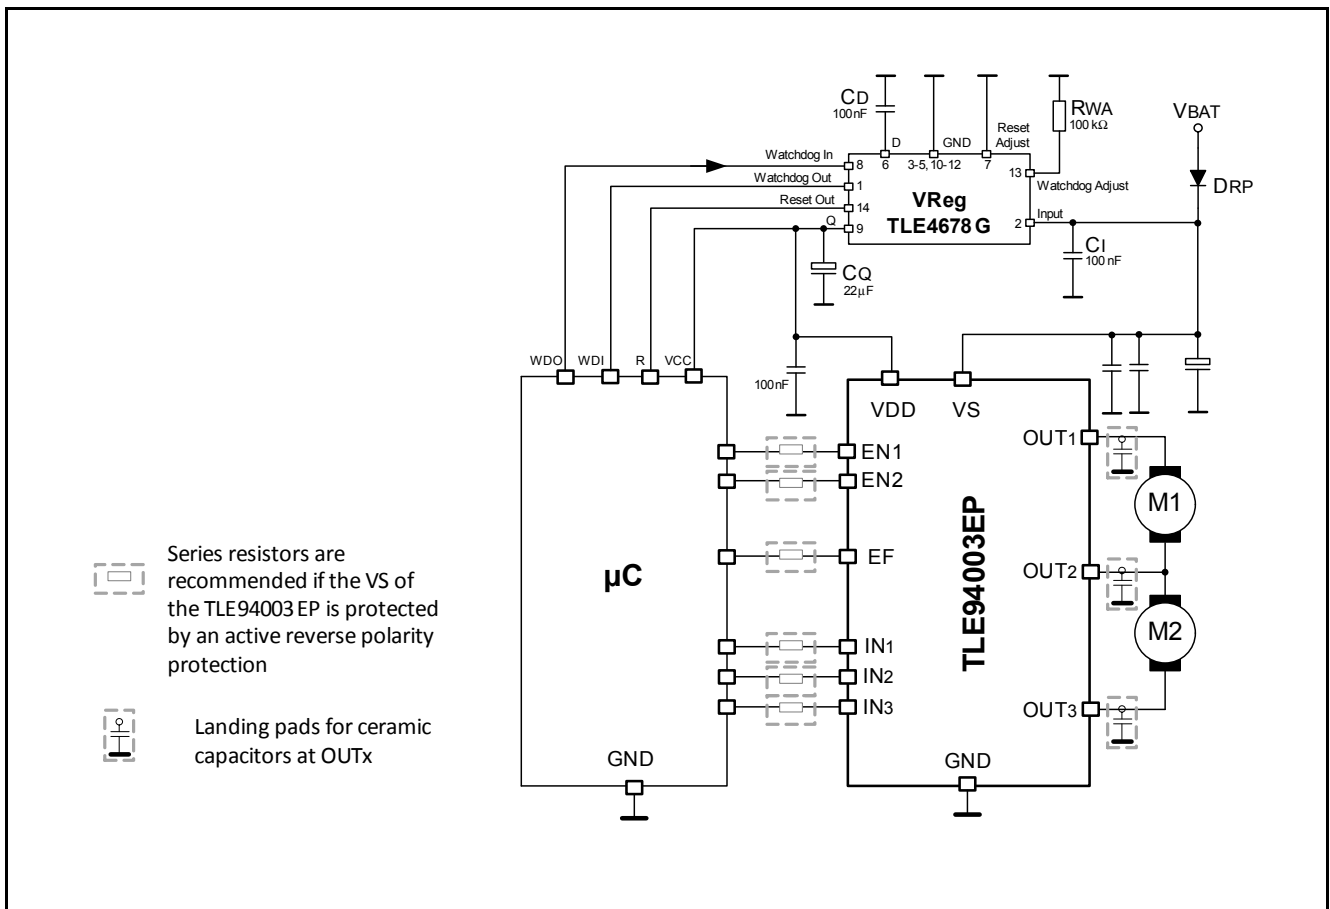 CD
100nF
RWA
100 kΩ
VBAT
D
GND
Reset
Adjust
Watchdog In
8
6
3-5, 10-12
7
13
Watchdog Out
1
Watchdog Adjust
DRP
VReg
TLE4678 G
Reset Out
14
Q
9
2
Input
CI
100 nF
CQ
22µF
WDO
WDI
R
VCC
100nF
VDD
VS
OUT1
EN1
EN2
M1
Series resistors are
recommended if the VS of
the TLE94003 EP is protected
by an active reverse polarity
protection
µC
EF
TLE94003EP
OUT2
M2
IN1
IN2
IN3
OUT3
Landing pads for ceramic
capacitors at OUTx
GND
GND